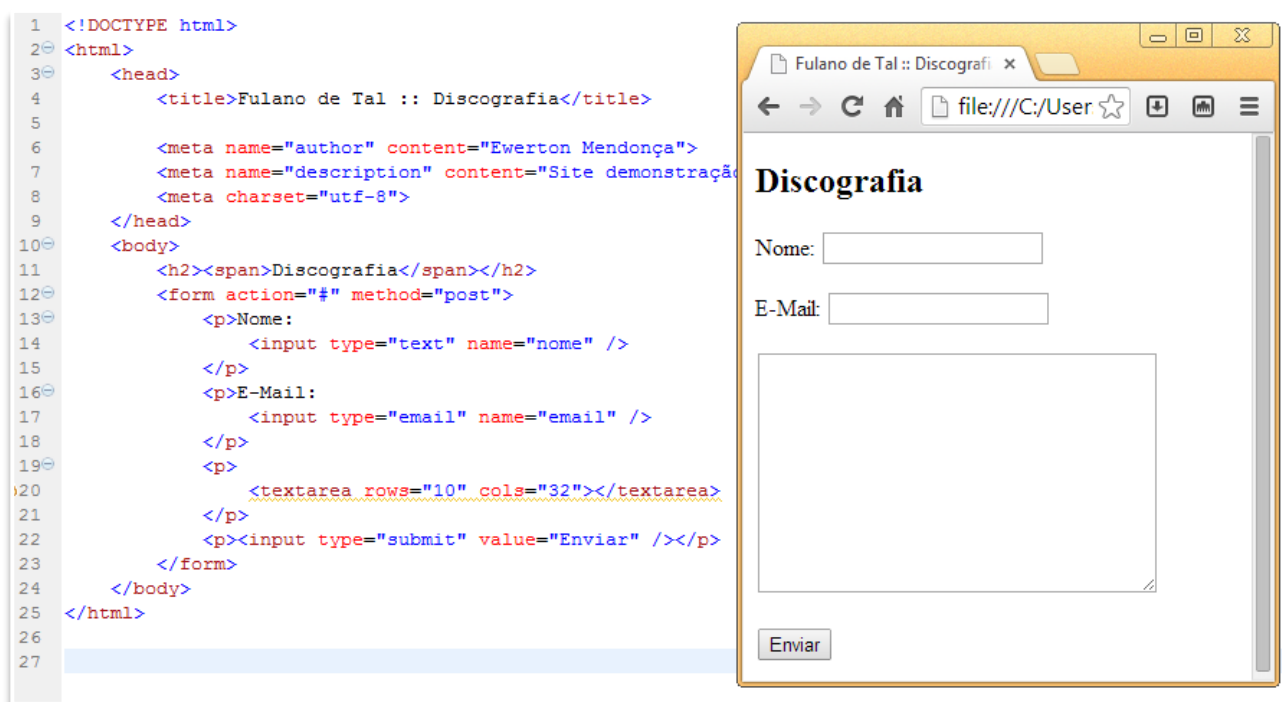 1 <!DOCTYPE html>
2 <html>
3 <head>
4 <title>Fulano de Tal :: Discografia</title>
5
6 <meta name="author" content="Ewerton Mendonça">
7 <meta name="description" content="Site demonstração
8 <meta charset="utf-8">
9 </head>
10 <body>
11 <h2><span>Discografia</span></h2>
12 <form action="#" method="post">
13 <p>Nome:
14 <input type="text" name="nome" />
15 </p>
16 <p>E-Mail:
17 <input type="email" name="email" />
18 </p>
19 <p>
20 <textarea rows="10" cols="32"></textarea>
21 </p>
22 <p><input type="submit" value="Enviar" /></p>
23 </form>
24 </body>
25 </html>
26
27
Fulano de Tal :: Discografi
file:///C:/User
Discografia
Nome:
E-Mail:
Enviar